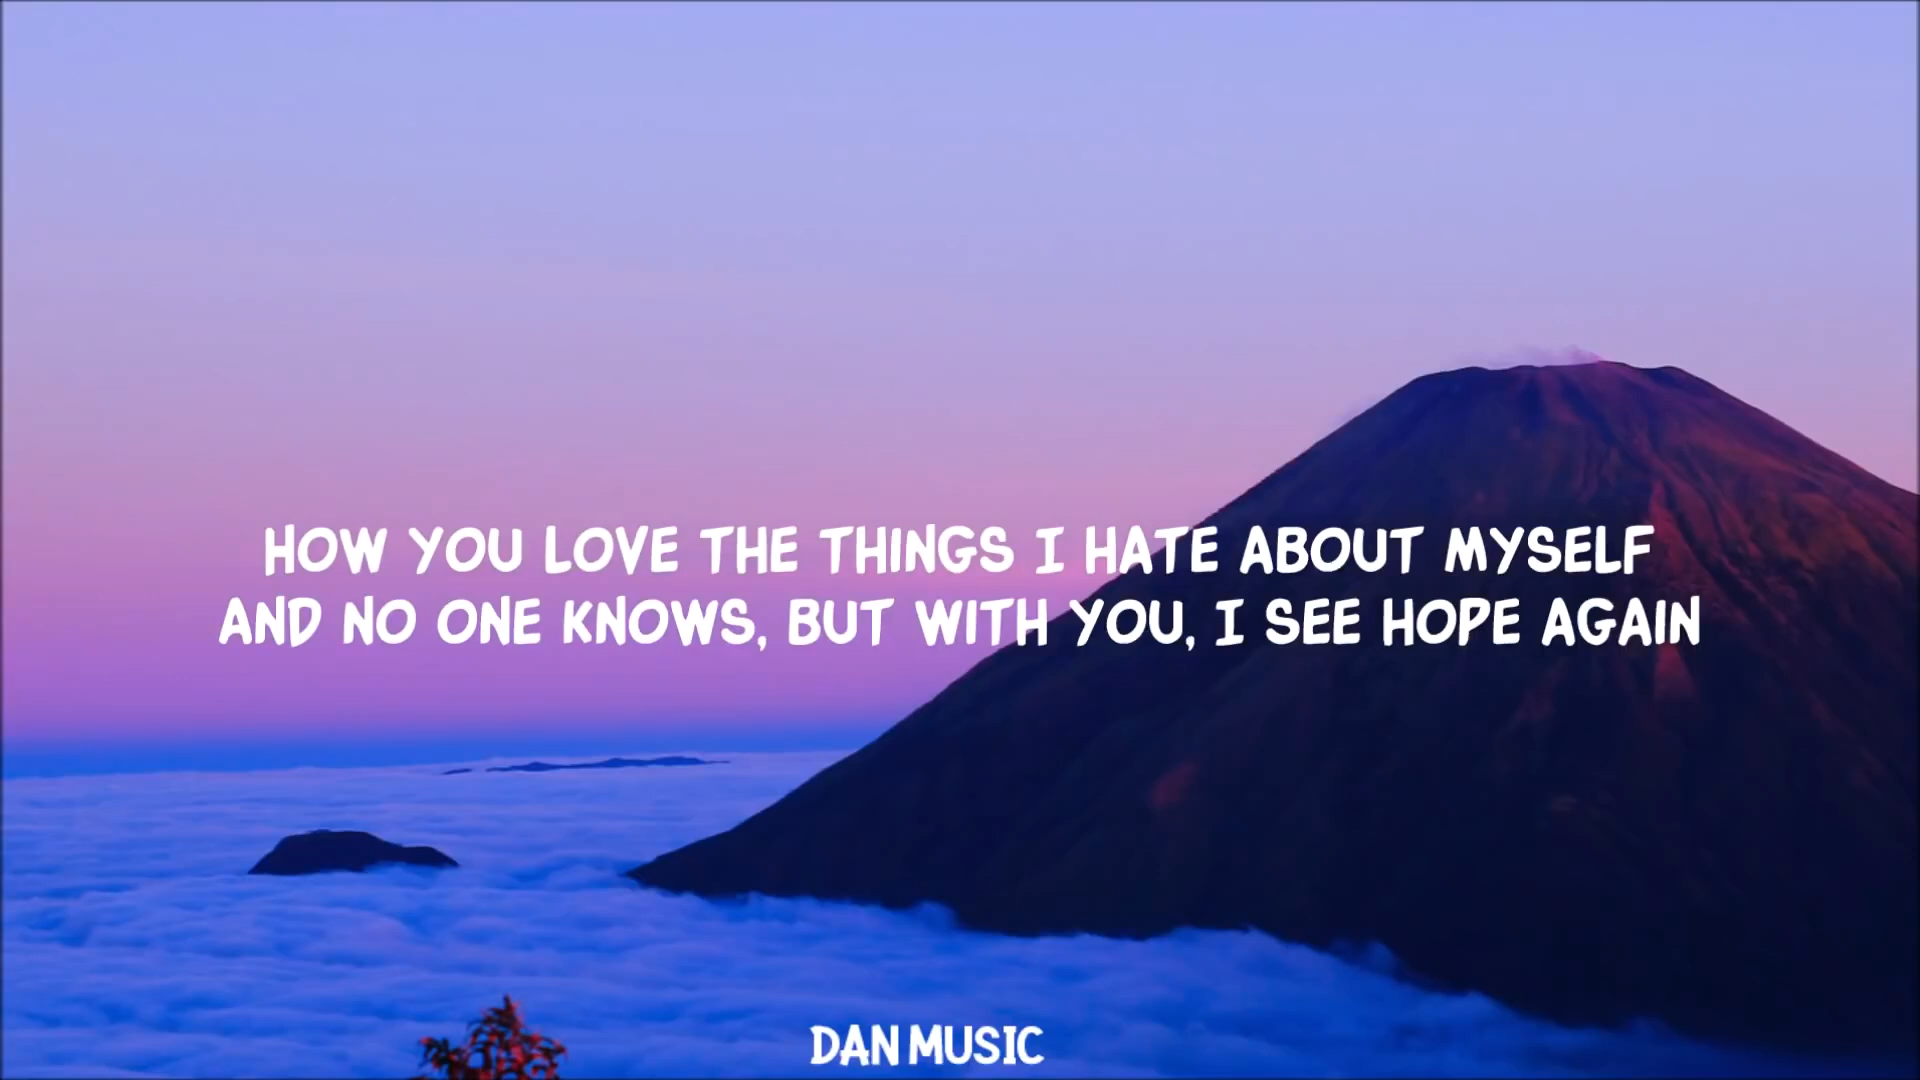 HOW YOU LOVE THE THINGS I HATE ABOUT MYSELF
AND NO ONE KNOWS, BUT WITH YOU, I SEE HOPE AGAIN
DAN MUSIC